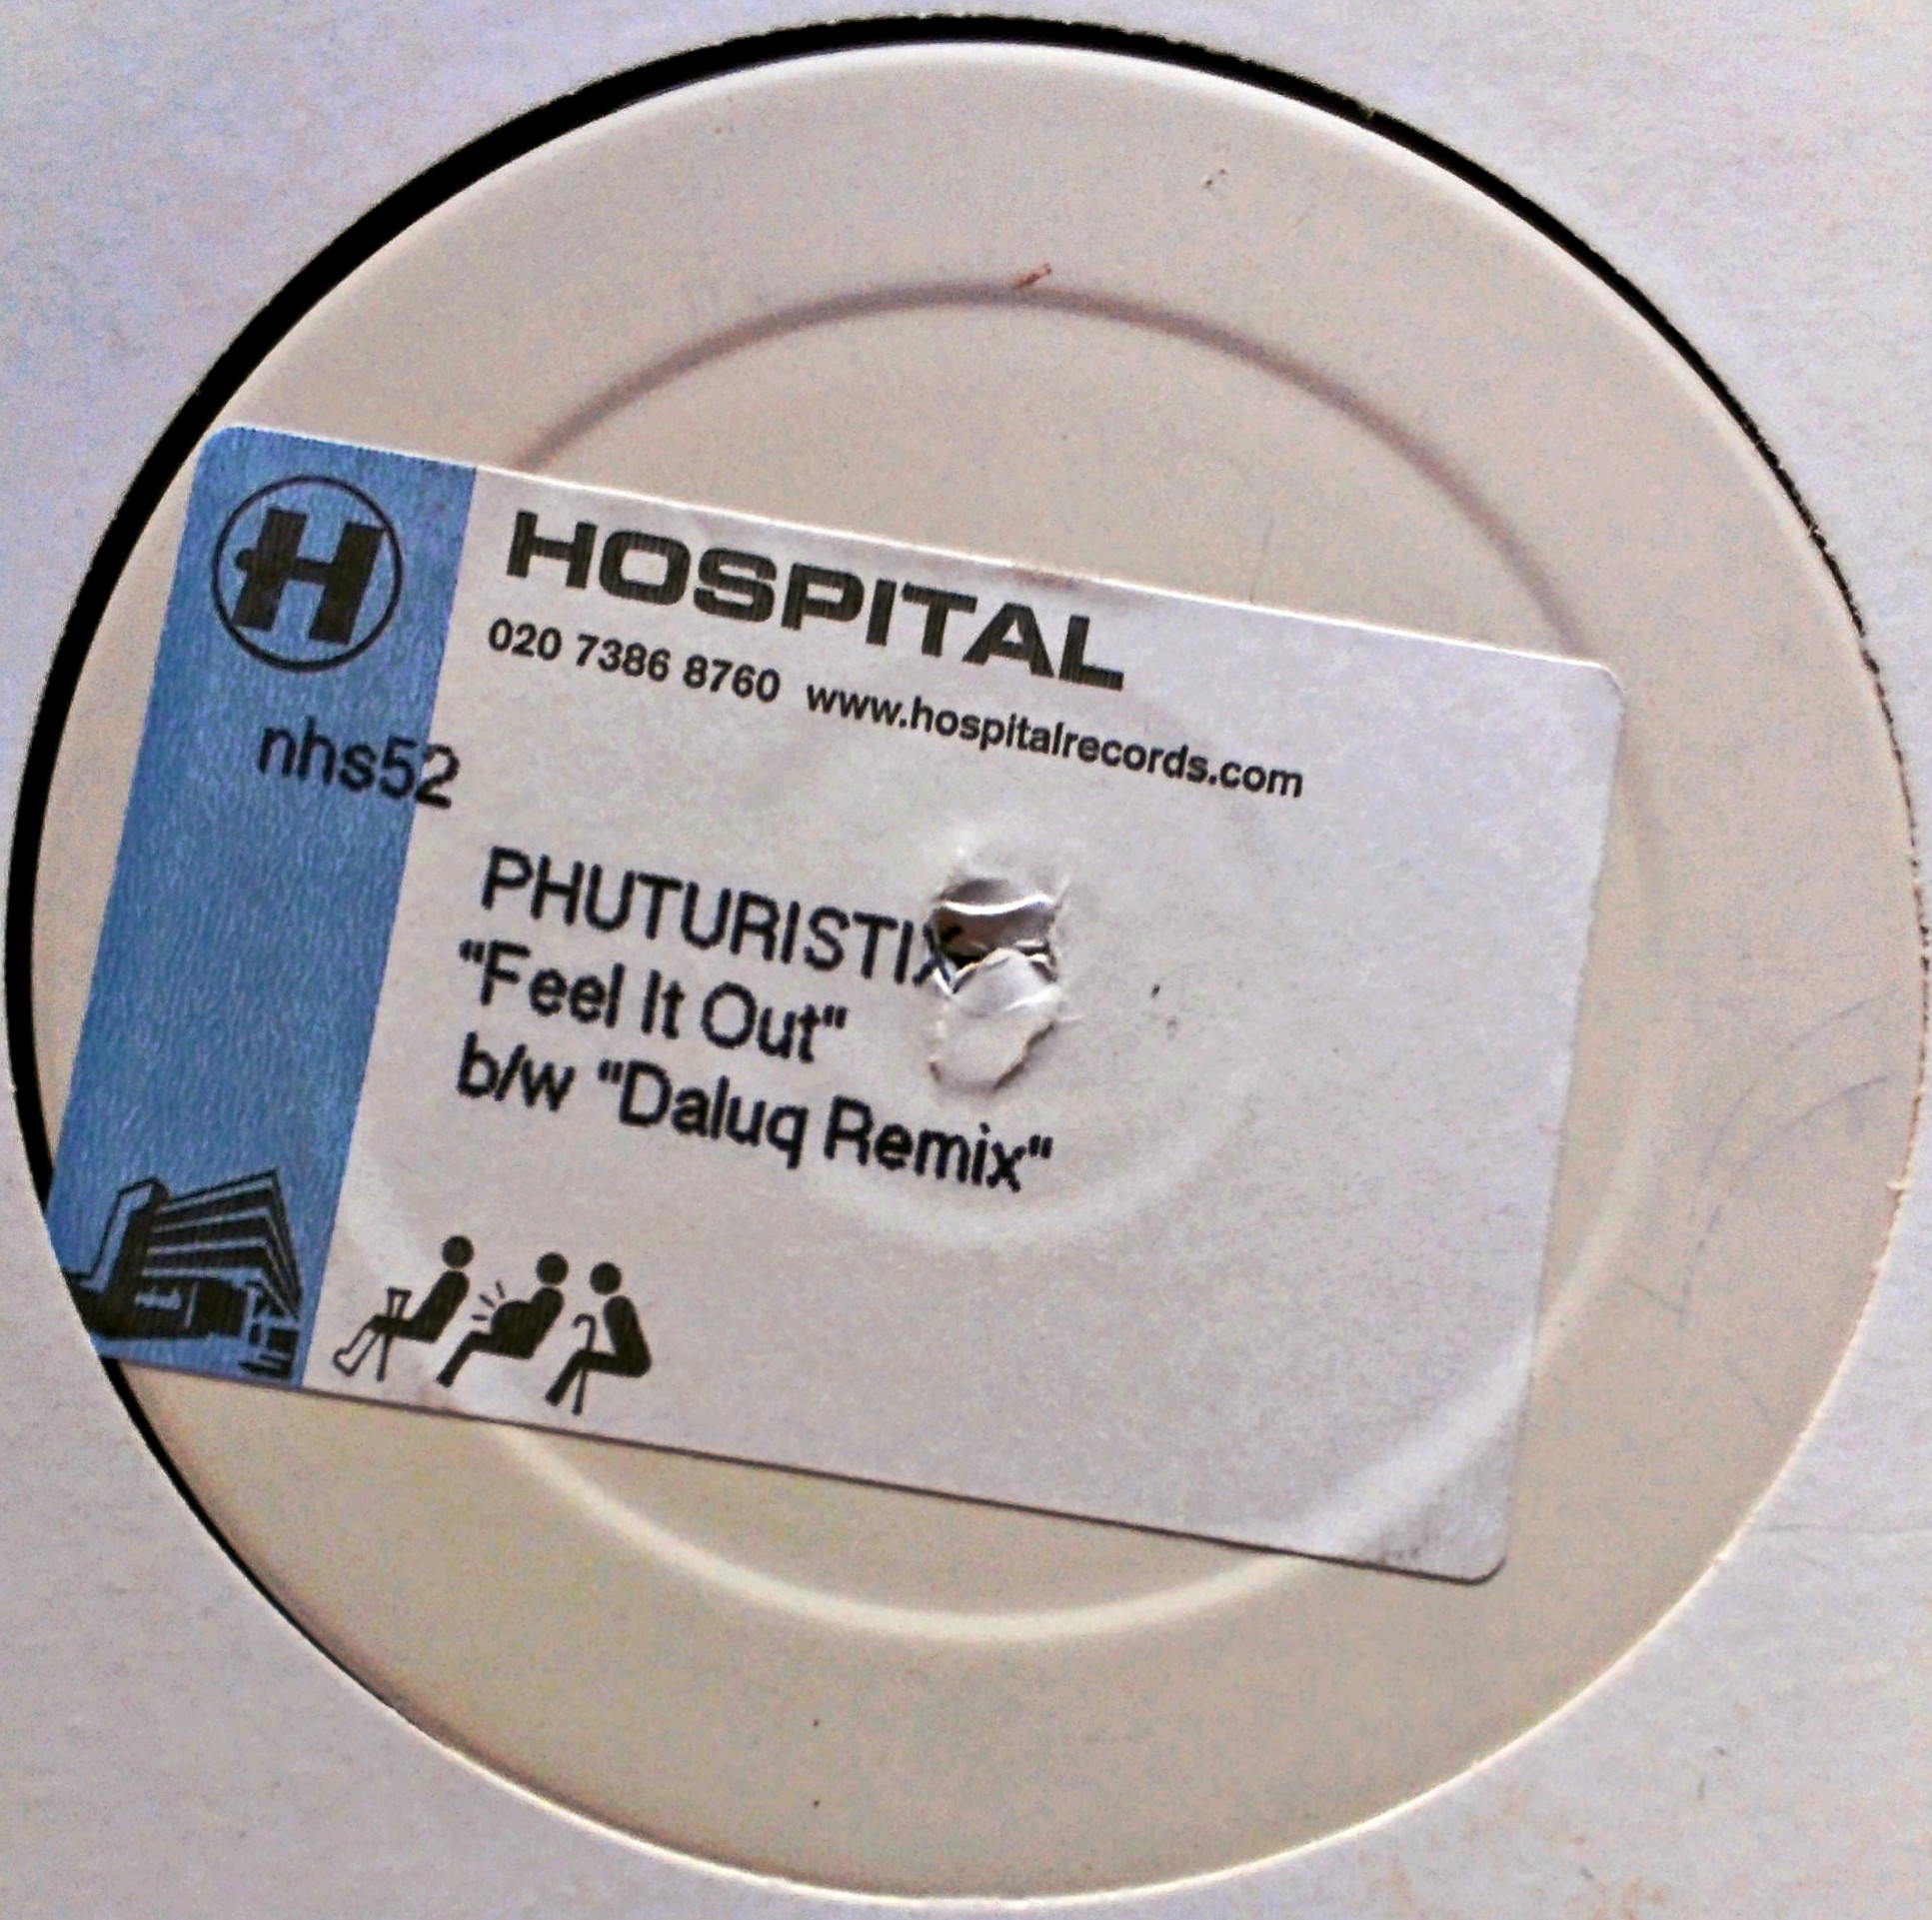 H
HOSPITAL
020 7386 8760 www.hospitalrecords.com
nhs52
PHUTURISTIX
"Feel It Out"
b/w "Daluq Remix"